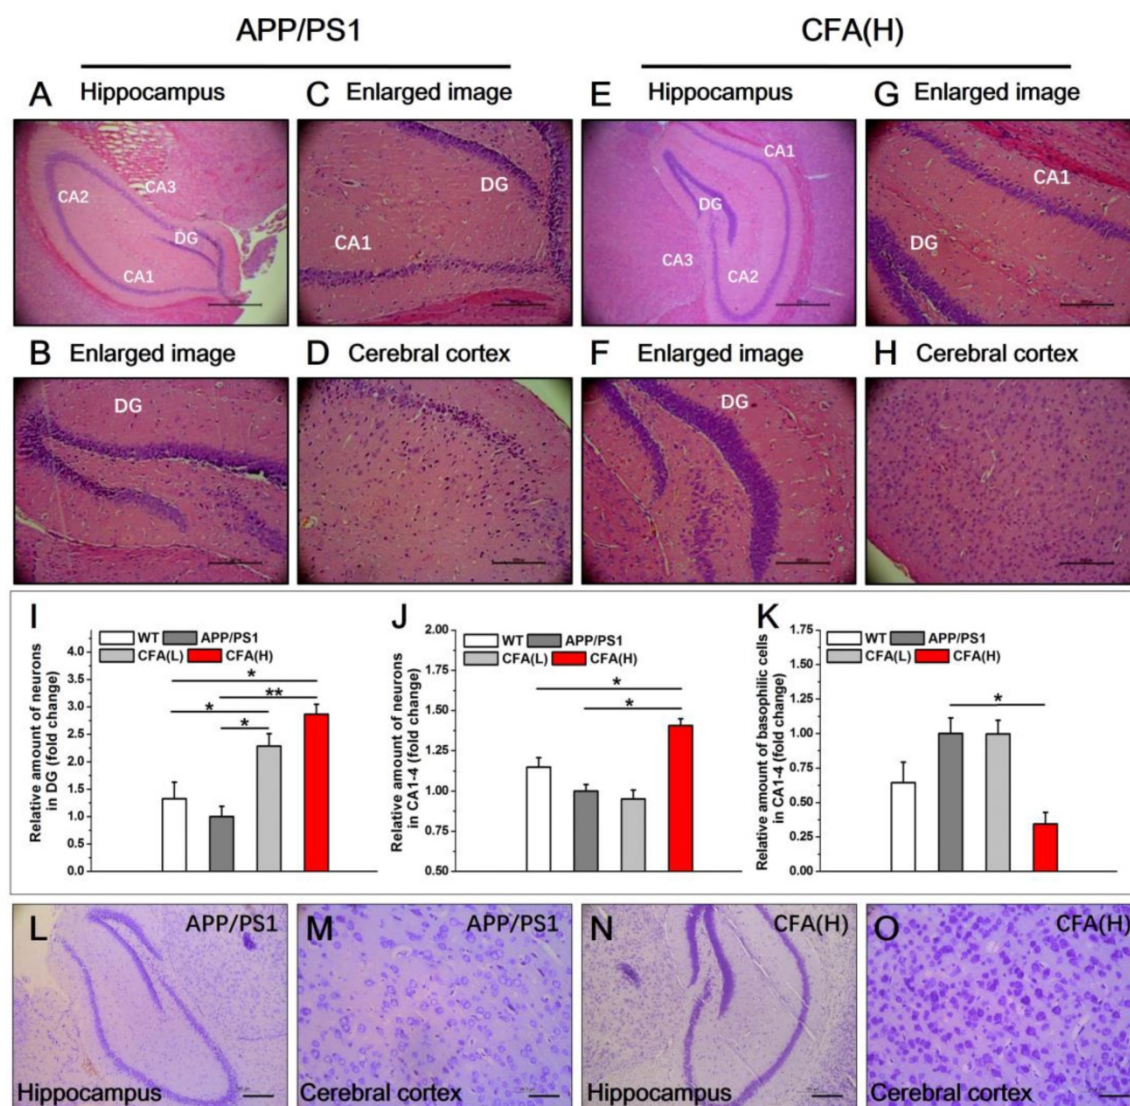 APP/PS1
CFA(H)
A Hippocampus
C Enlarged image
E Hippocampus
G Enlarged image
CA2
CA3
DG
CA1
DG
CA1
CA1
DG
CA3
CA2
CA1
DG
B Enlarged image
D Cerebral cortex
F Enlarged image
H Cerebral cortex
DG
DG
I
WT APP/PS1
CFA(L) CFA(H)
Relative amount of neurons
in DG (fold change)
4.0
3.5
3.0
2.5
2.0
1.5
1.0
0.5
0.0
*
**
*
*
J
WT APP/PS1
CFA(L) CFA(H)
Relative amount of neurons
in CA1-4 (fold change)
2.00
1.75
1.50
1.25
1.00
0.75
0.50
*
*
K
WT APP/PS1
CFA(L) CFA(H)
Relative amount of basophilic cells
in CA1-4 (fold change)
1.75
1.50
1.25
1.00
0.75
0.50
0.25
0.00
*
L APP/PS1
Hippocampus
M APP/PS1
Cerebral cortex
N CFA(H)
Hippocampus
O CFA(H)
Cerebral cortex